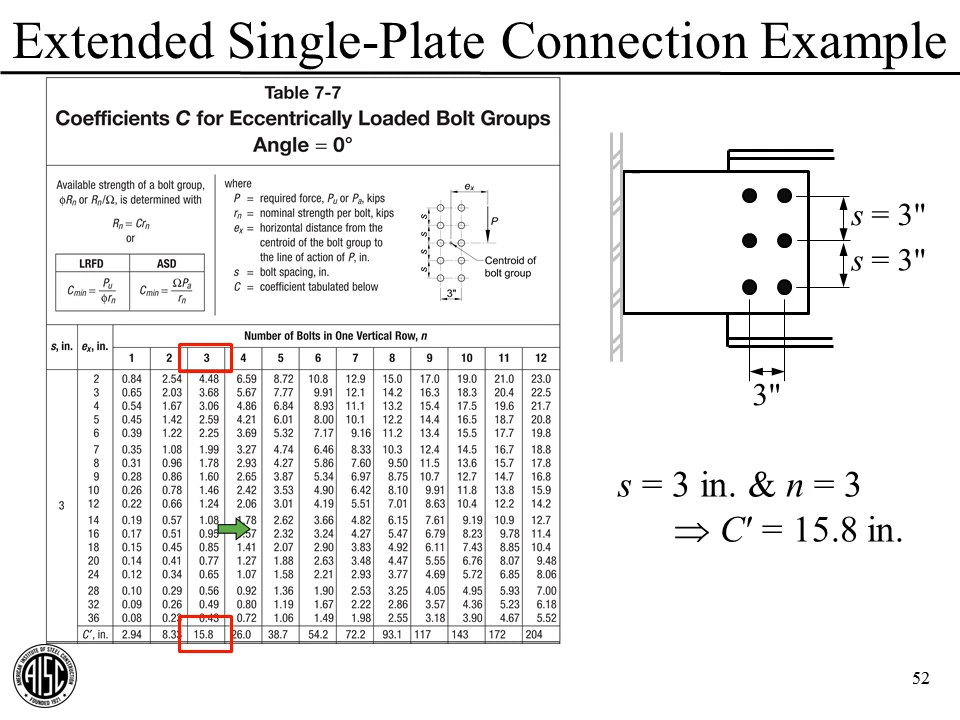 Extended Single-Plate Connection Example
Table 7-7
Coefficients C for Eccentrically Loaded Bolt Groups
Angle = 0°
Available strength of a bolt group,
ϕRn or Rn/Ω, is determined with
Rn = Crn
or
LRFD ASD
Cmin = Pu/ϕrn Cmin = ΩPa/rn
where
P = required force, Pu or Pa, kips
rn = nominal strength per bolt, kips
ex = horizontal distance from the
centroid of the bolt group to
the line of action of P, in.
s = bolt spacing, in.
C = coefficient tabulated below
ex
P
s
s
s
s
Centroid of
bolt group
3"
s, in. ex, in. Number of Bolts in One Vertical Row, n
1 2 3 4 5 6 7 8 9 10 11 12
3
2 0.84 2.54 4.48 6.59 8.72 10.8 12.9 15.0 17.0 19.0 21.0 23.0
3 0.65 2.03 3.68 5.67 7.77 9.91 12.1 14.2 16.3 18.3 20.4 22.5
4 0.54 1.67 3.06 4.86 6.84 8.93 11.1 13.2 15.4 17.5 19.6 21.7
5 0.45 1.42 2.59 4.21 6.01 8.00 10.1 12.2 14.4 16.5 18.7 20.8
6 0.39 1.22 2.25 3.69 5.32 7.17 9.16 11.2 13.4 15.5 17.7 19.8
7 0.35 1.08 1.99 3.27 4.74 6.46 8.33 10.3 12.4 14.5 16.7 18.8
8 0.31 0.96 1.78 2.93 4.27 5.86 7.60 9.50 11.5 13.6 15.7 17.8
9 0.28 0.86 1.60 2.65 3.87 5.34 6.97 8.75 10.7 12.7 14.7 16.8
10 0.26 0.78 1.46 2.42 3.53 4.90 6.42 8.10 9.91 11.8 13.8 15.9
12 0.22 0.66 1.24 2.06 3.01 4.19 5.51 7.01 8.63 10.4 12.2 14.2
14 0.19 0.57 1.08 1.78 2.62 3.66 4.82 6.15 7.61 9.19 10.9 12.7
16 0.17 0.51 0.95 2.32 3.24 4.27 5.47 6.79 8.23 9.78 11.4
18 0.15 0.45 0.85 1.41 2.07 2.90 3.83 4.92 6.11 7.43 8.85 10.4
20 0.14 0.41 0.77 1.27 1.88 2.63 3.48 4.47 5.55 6.76 8.07 9.48
24 0.12 0.34 0.65 1.07 1.58 2.21 2.93 3.77 4.69 5.72 6.85 8.06
28 0.10 0.29 0.56 0.92 1.36 1.90 2.53 3.25 4.05 4.95 5.93 7.00
32 0.09 0.26 0.49 0.80 1.19 1.67 2.22 2.86 3.57 4.36 5.23 6.18
36 0.08 0.23 0.43 0.72 1.06 1.49 1.98 2.55 3.18 3.90 4.67 5.52
C′, in. 2.94 8.33 15.8 26.0 38.7 54.2 72.2 93.1 117 143 172 204
s = 3"
s = 3"
3"
s = 3 in. & n = 3
⇒ C′ = 15.8 in.
AMERICAN INSTITUTE OF STEEL CONSTRUCTION
AISC
FOUNDED 1921
52